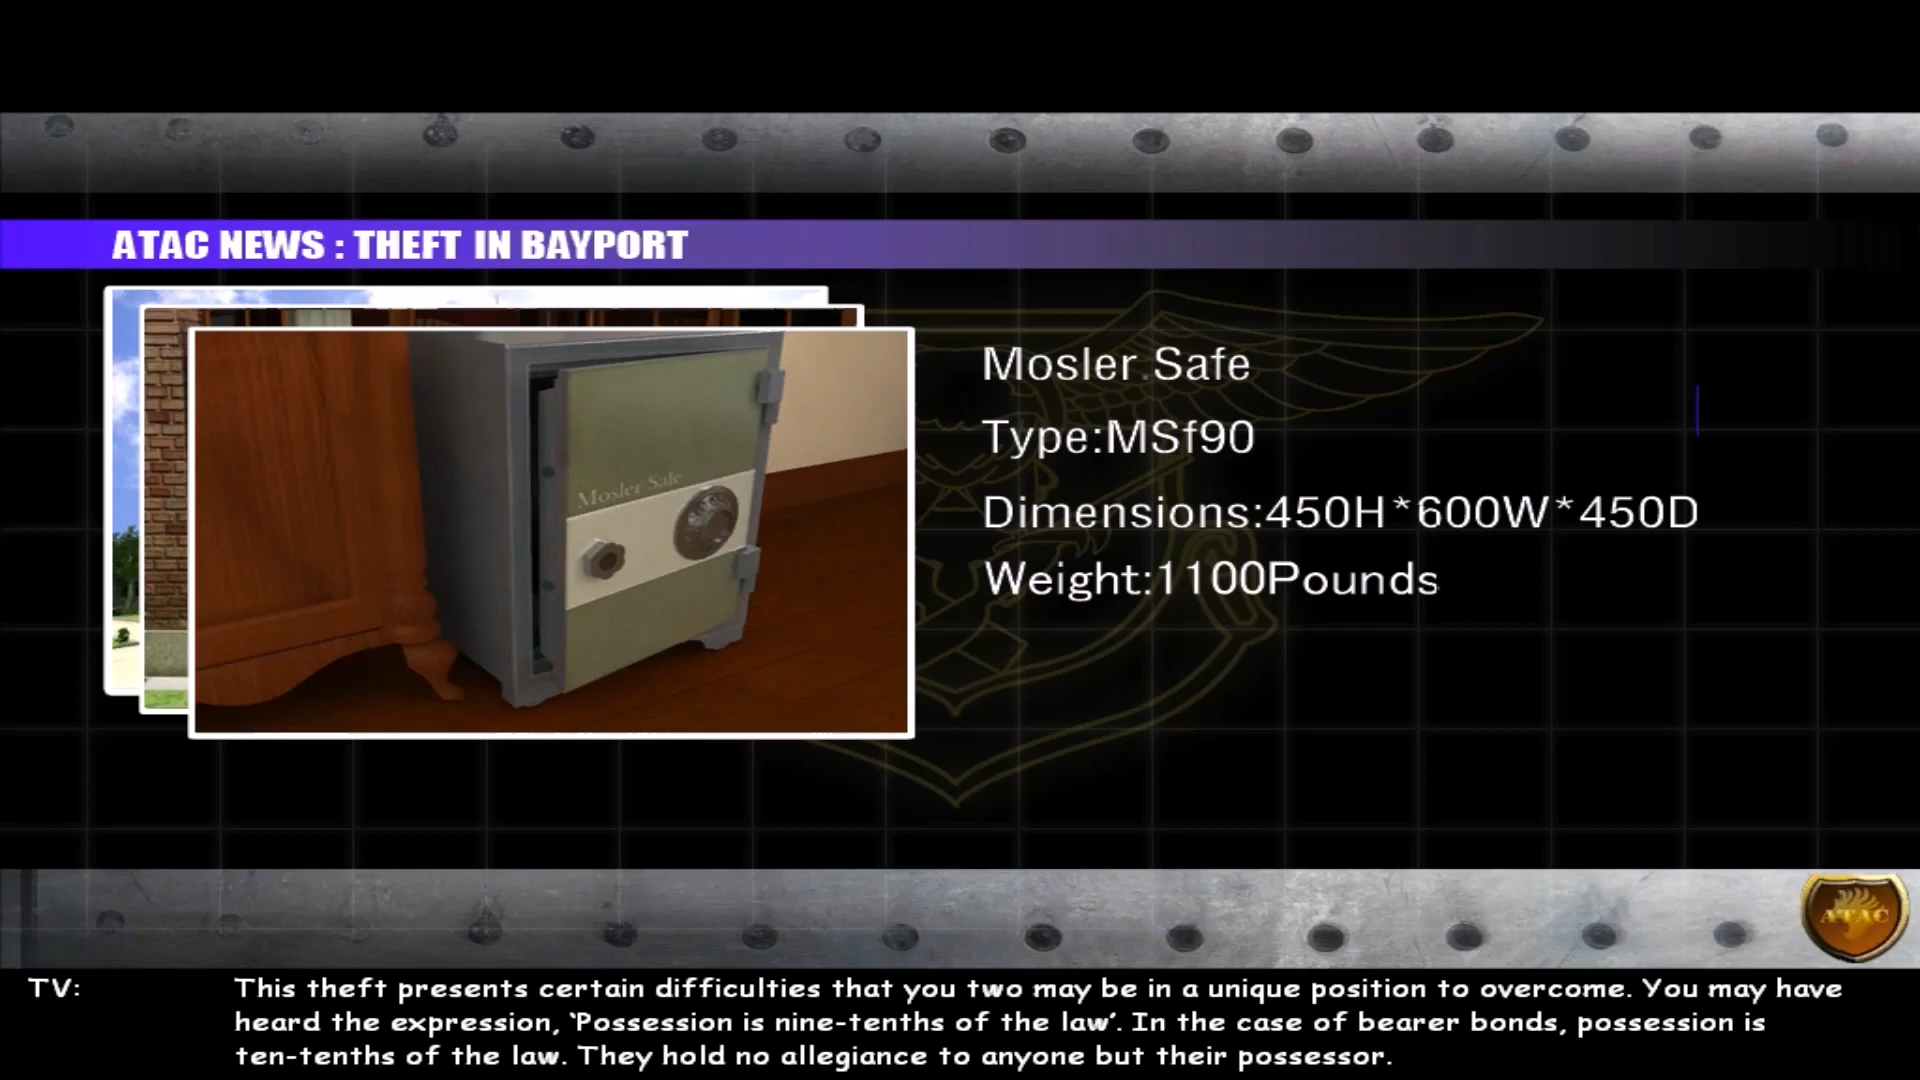 ATAC NEWS : THEFT IN BAYPORT
Mosler Safe
Mosler Safe
Type:MSf90
Dimensions:450H*600W*450D
Weight:1100Pounds
ATAC
TV: This theft presents certain difficulties that you two may be in a unique position to overcome. You may have
heard the expression, 'Possession is nine-tenths of the law'. In the case of bearer bonds, possession is
ten-tenths of the law. They hold no allegiance to anyone but their possessor.